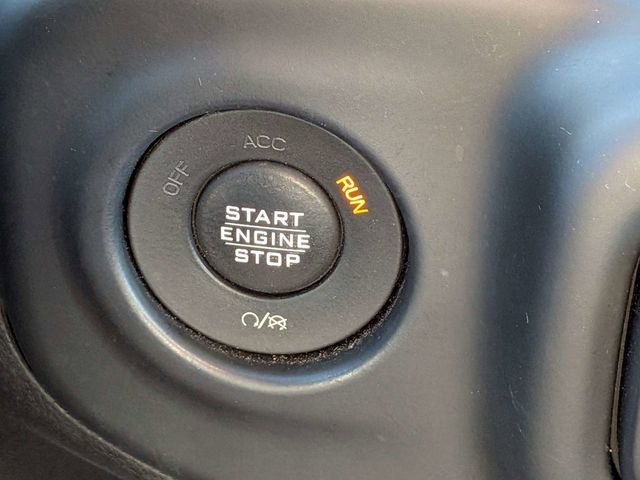 OFF
ACC
RUN
START
ENGINE
STOP